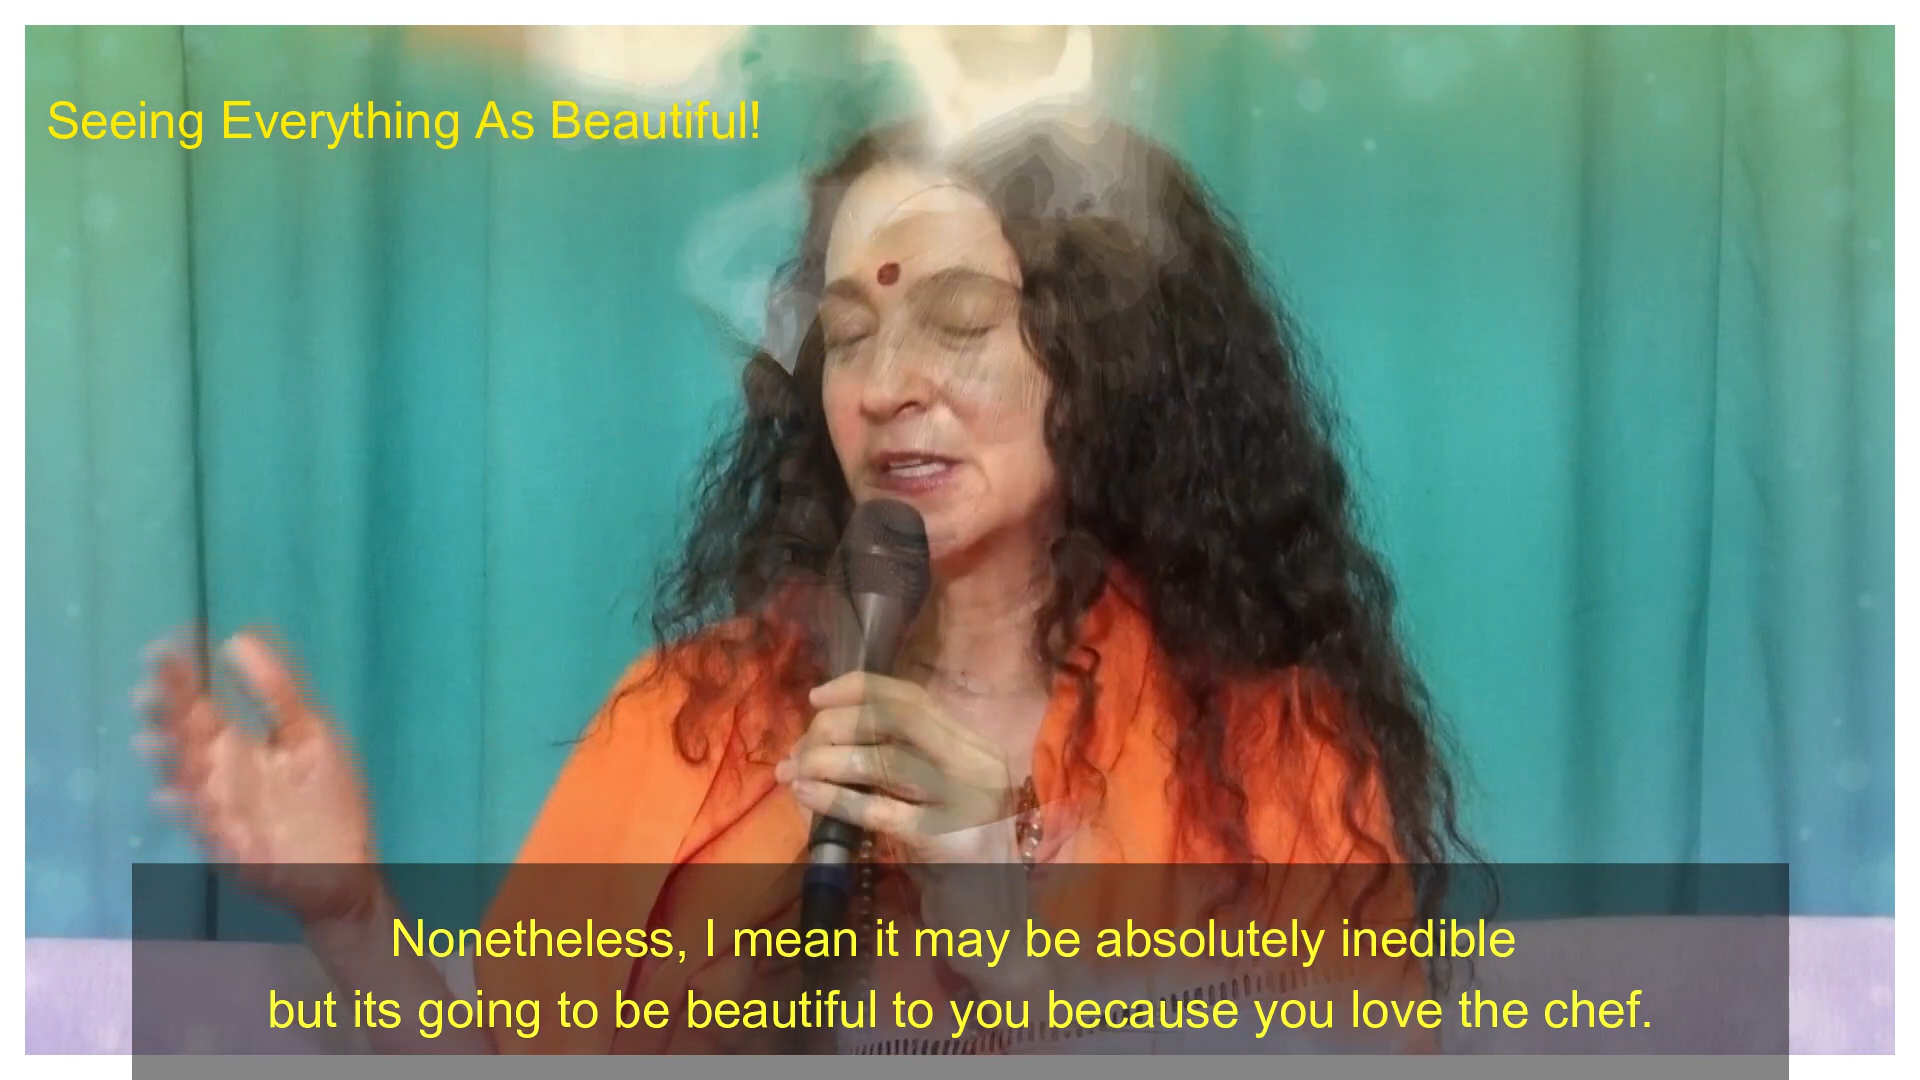 Seeing Everything As Beautiful!
Nonetheless, I mean it may be absolutely inedible
but its going to be beautiful to you because you love the chef.